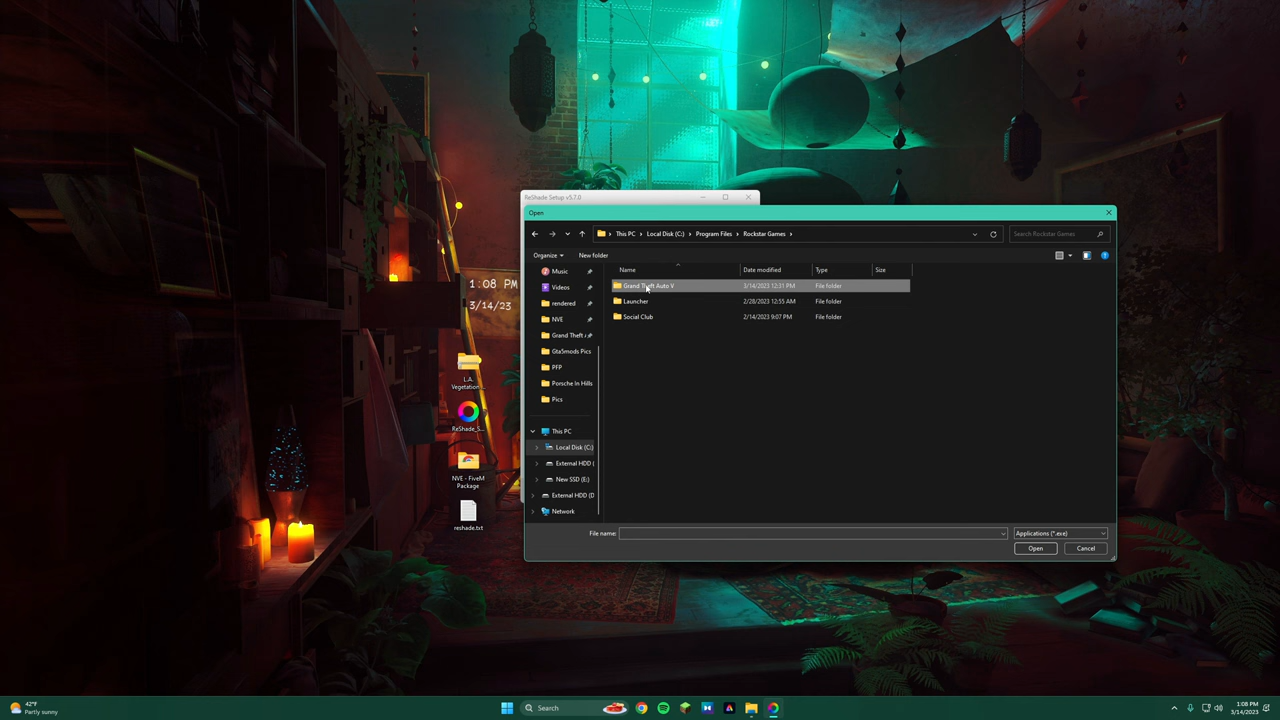 1:08 PM
3/14/23
L.A.
Vegetation ...
ReShade_S...
NVE - FiveM
Package
reshade.txt
ReShade Setup v5.7.0
Open
This PC > Local Disk (C:) > Program Files > Rockstar Games >
Search Rockstar Games
Organize
New folder
Music
Videos
rendered
NVE
Grand Theft A
Gta5mods Pics
PFP
Porsche In Hills
Pics
This PC
Local Disk (C:)
External HDD (
New SSD (E:)
External HDD (D
Network
Name Date modified Type Size
Grand Theft Auto V 3/14/2023 12:31 PM File folder
Launcher 2/28/2023 12:55 AM File folder
Social Club 2/14/2023 9:07 PM File folder
File name:
Applications (*.exe)
Open
Cancel
42°F
Partly sunny
Search
1:08 PM
3/14/2023